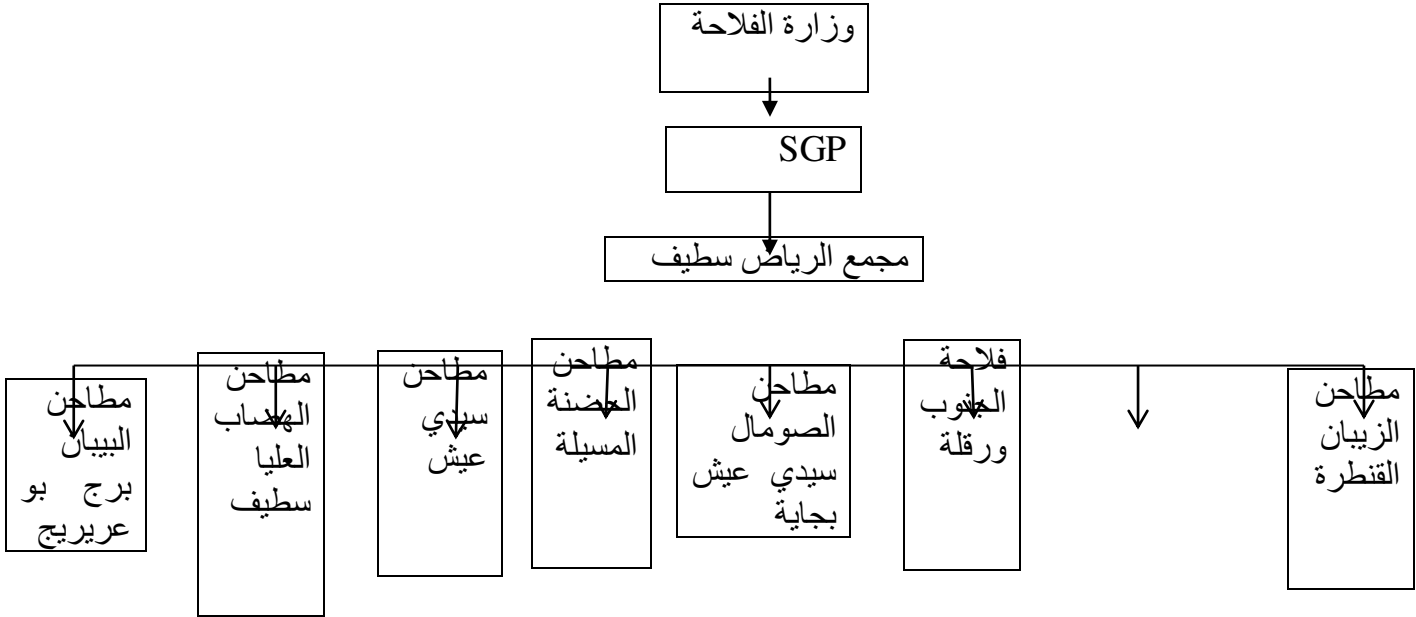 وزارة الفلاحة
SGP
مجمع الرياض سطيف
فلاحة
الجنوب
ورقلة
مطاحن
الحضنة
المسيلة
مطاحن
سيدي
عيش
مطاحن
الهضاب
العليا
سطيف
مطاحن
الصومال
سيدي عيش
بجاية
مطاحن
الزيبان
القنطرة
مطاحن
البيبان
برج بو
عريريج